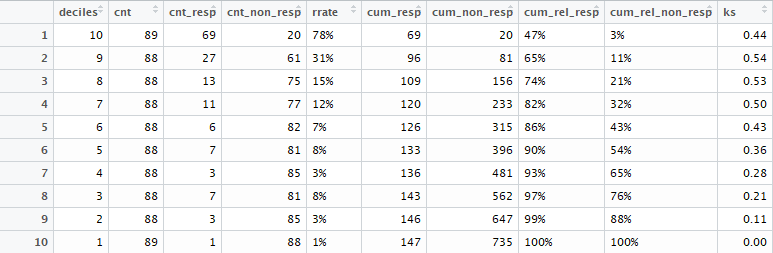 deciles cnt cnt_resp cnt_non_resp rrate cum_resp cum_non_resp cum_rel_resp cum_rel_non_resp ks
1 10 89 69 20 78% 69 20 47% 3% 0.44
2 9 88 27 61 31% 96 81 65% 11% 0.54
3 8 88 13 75 15% 109 156 74% 21% 0.53
4 7 88 11 77 12% 120 233 82% 32% 0.50
5 6 88 6 82 7% 126 315 86% 43% 0.43
6 5 88 7 81 8% 133 396 90% 54% 0.36
7 4 88 3 85 3% 136 481 93% 65% 0.28
8 3 88 7 81 8% 143 562 97% 76% 0.21
9 2 88 3 85 3% 146 647 99% 88% 0.11
10 1 89 1 88 1% 147 735 100% 100% 0.00